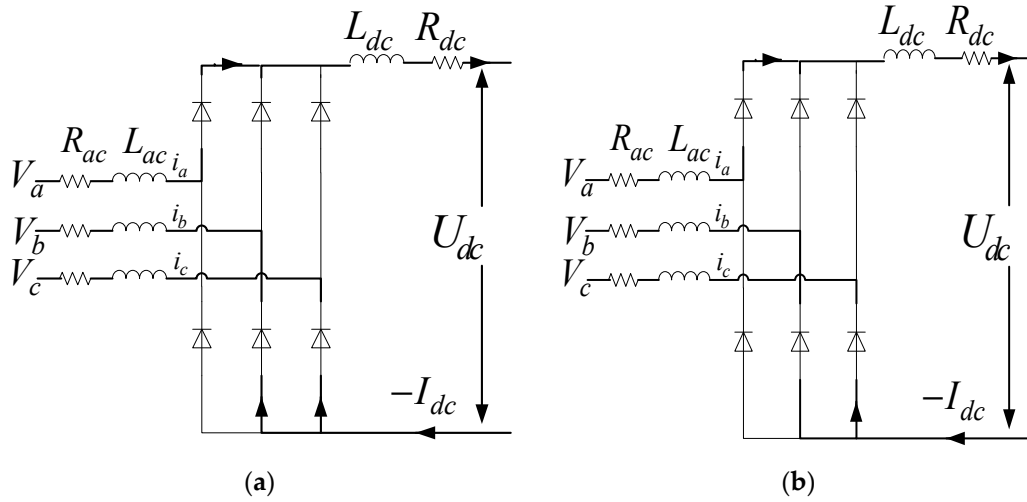 L_dc R_dc
R_ac L_ac i_a
V_a
V_b i_b
V_c i_c
U_dc
−I_dc
(a)
L_dc R_dc
R_ac L_ac i_a
V_a
V_b i_b
V_c i_c
U_dc
−I_dc
(b)